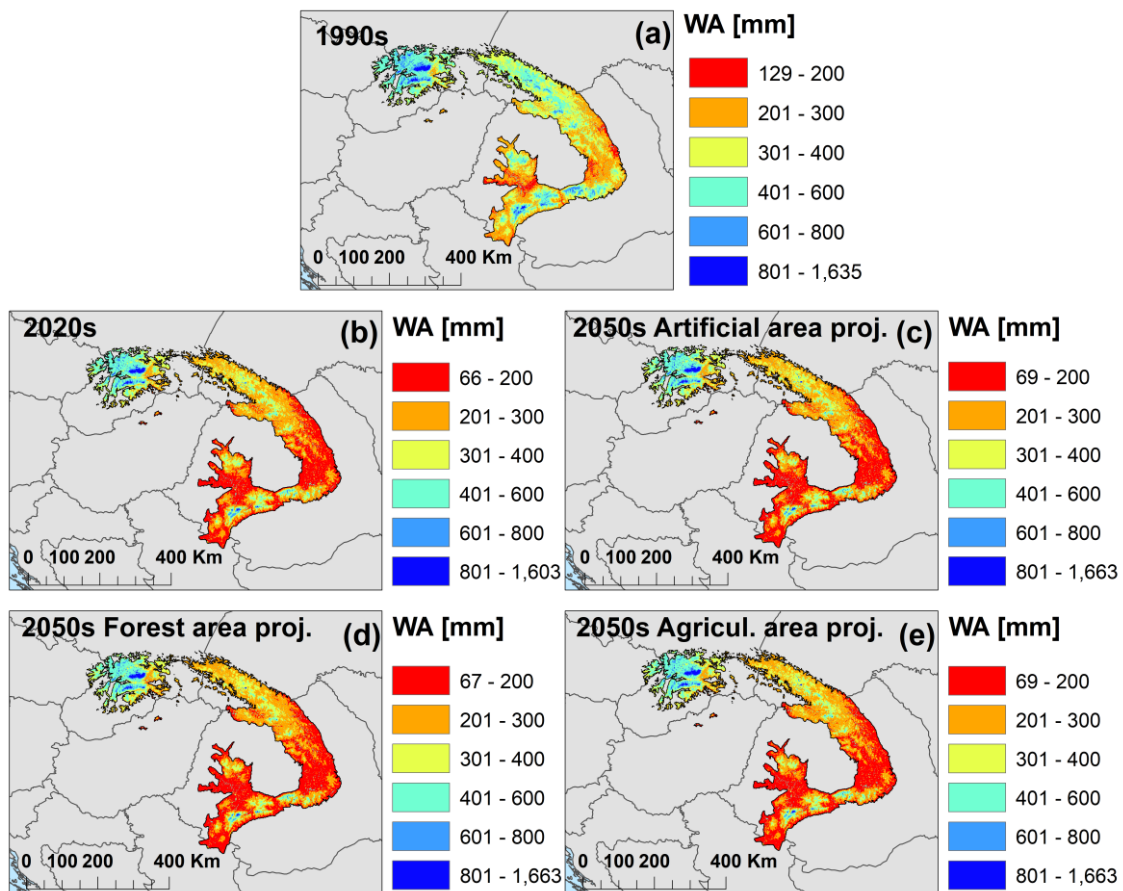 1990s
(a)
WA [mm]
129 - 200
201 - 300
301 - 400
401 - 600
601 - 800
801 - 1,635
0 100 200 400 Km
2020s
(b)
WA [mm]
66 - 200
201 - 300
301 - 400
401 - 600
601 - 800
801 - 1,603
0 100 200 400 Km
2050s Artificial area proj.
(c)
WA [mm]
69 - 200
201 - 300
301 - 400
401 - 600
601 - 800
801 - 1,663
0 100 200 400 Km
2050s Forest area proj.
(d)
WA [mm]
67 - 200
201 - 300
301 - 400
401 - 600
601 - 800
801 - 1,663
0 100 200 400 Km
2050s Agricul. area proj.
(e)
WA [mm]
69 - 200
201 - 300
301 - 400
401 - 600
601 - 800
801 - 1,663
0 100 200 400 Km